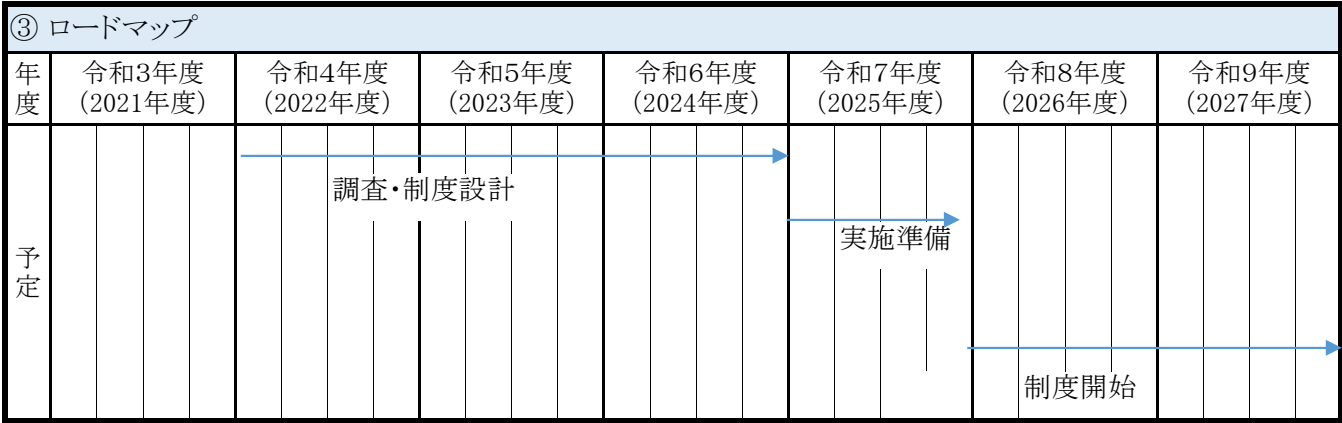 ③ ロードマップ
年度
令和3年度
(2021年度)
令和4年度
(2022年度)
令和5年度
(2023年度)
令和6年度
(2024年度)
令和7年度
(2025年度)
令和8年度
(2026年度)
令和9年度
(2027年度)
予定
調査・制度設計
実施準備
制度開始